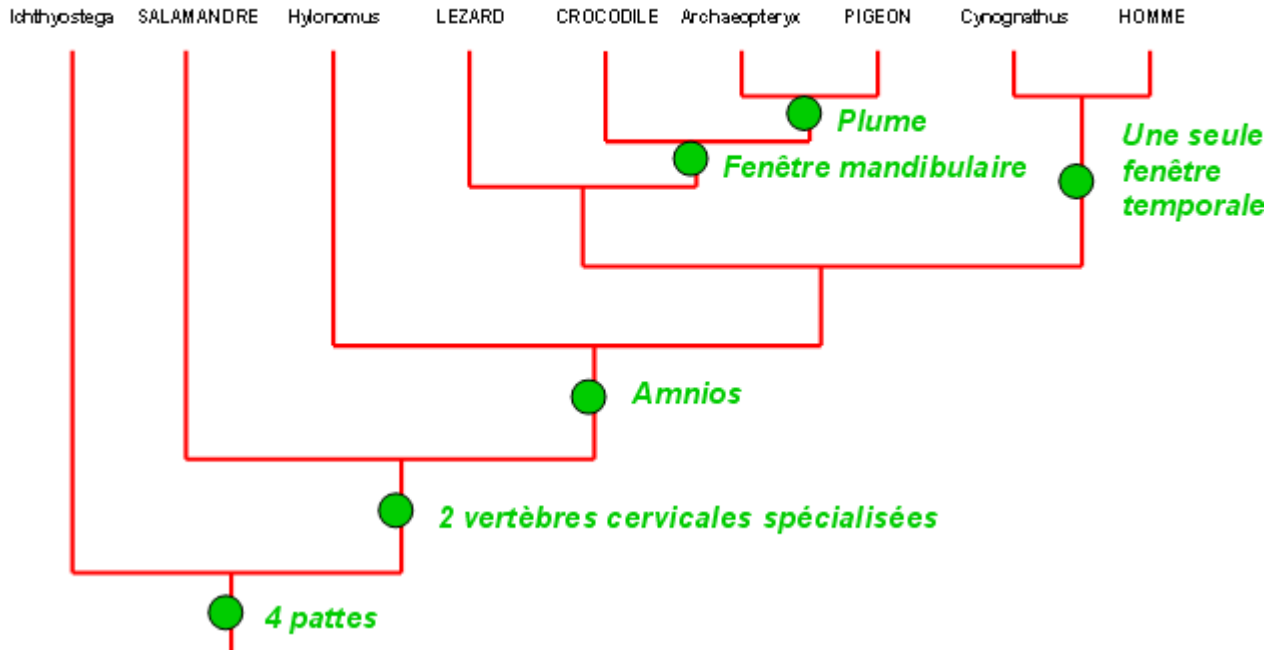 Ichthyostega SALAMANDRE Hylonomus LEZARD CROCODILE Archaeopteryx PIGEON Cynognathus HOMME
Plume
Fenêtre mandibulaire
Une seule
fenêtre
temporale
Amnios
2 vertèbres cervicales spécialisées
4 pattes